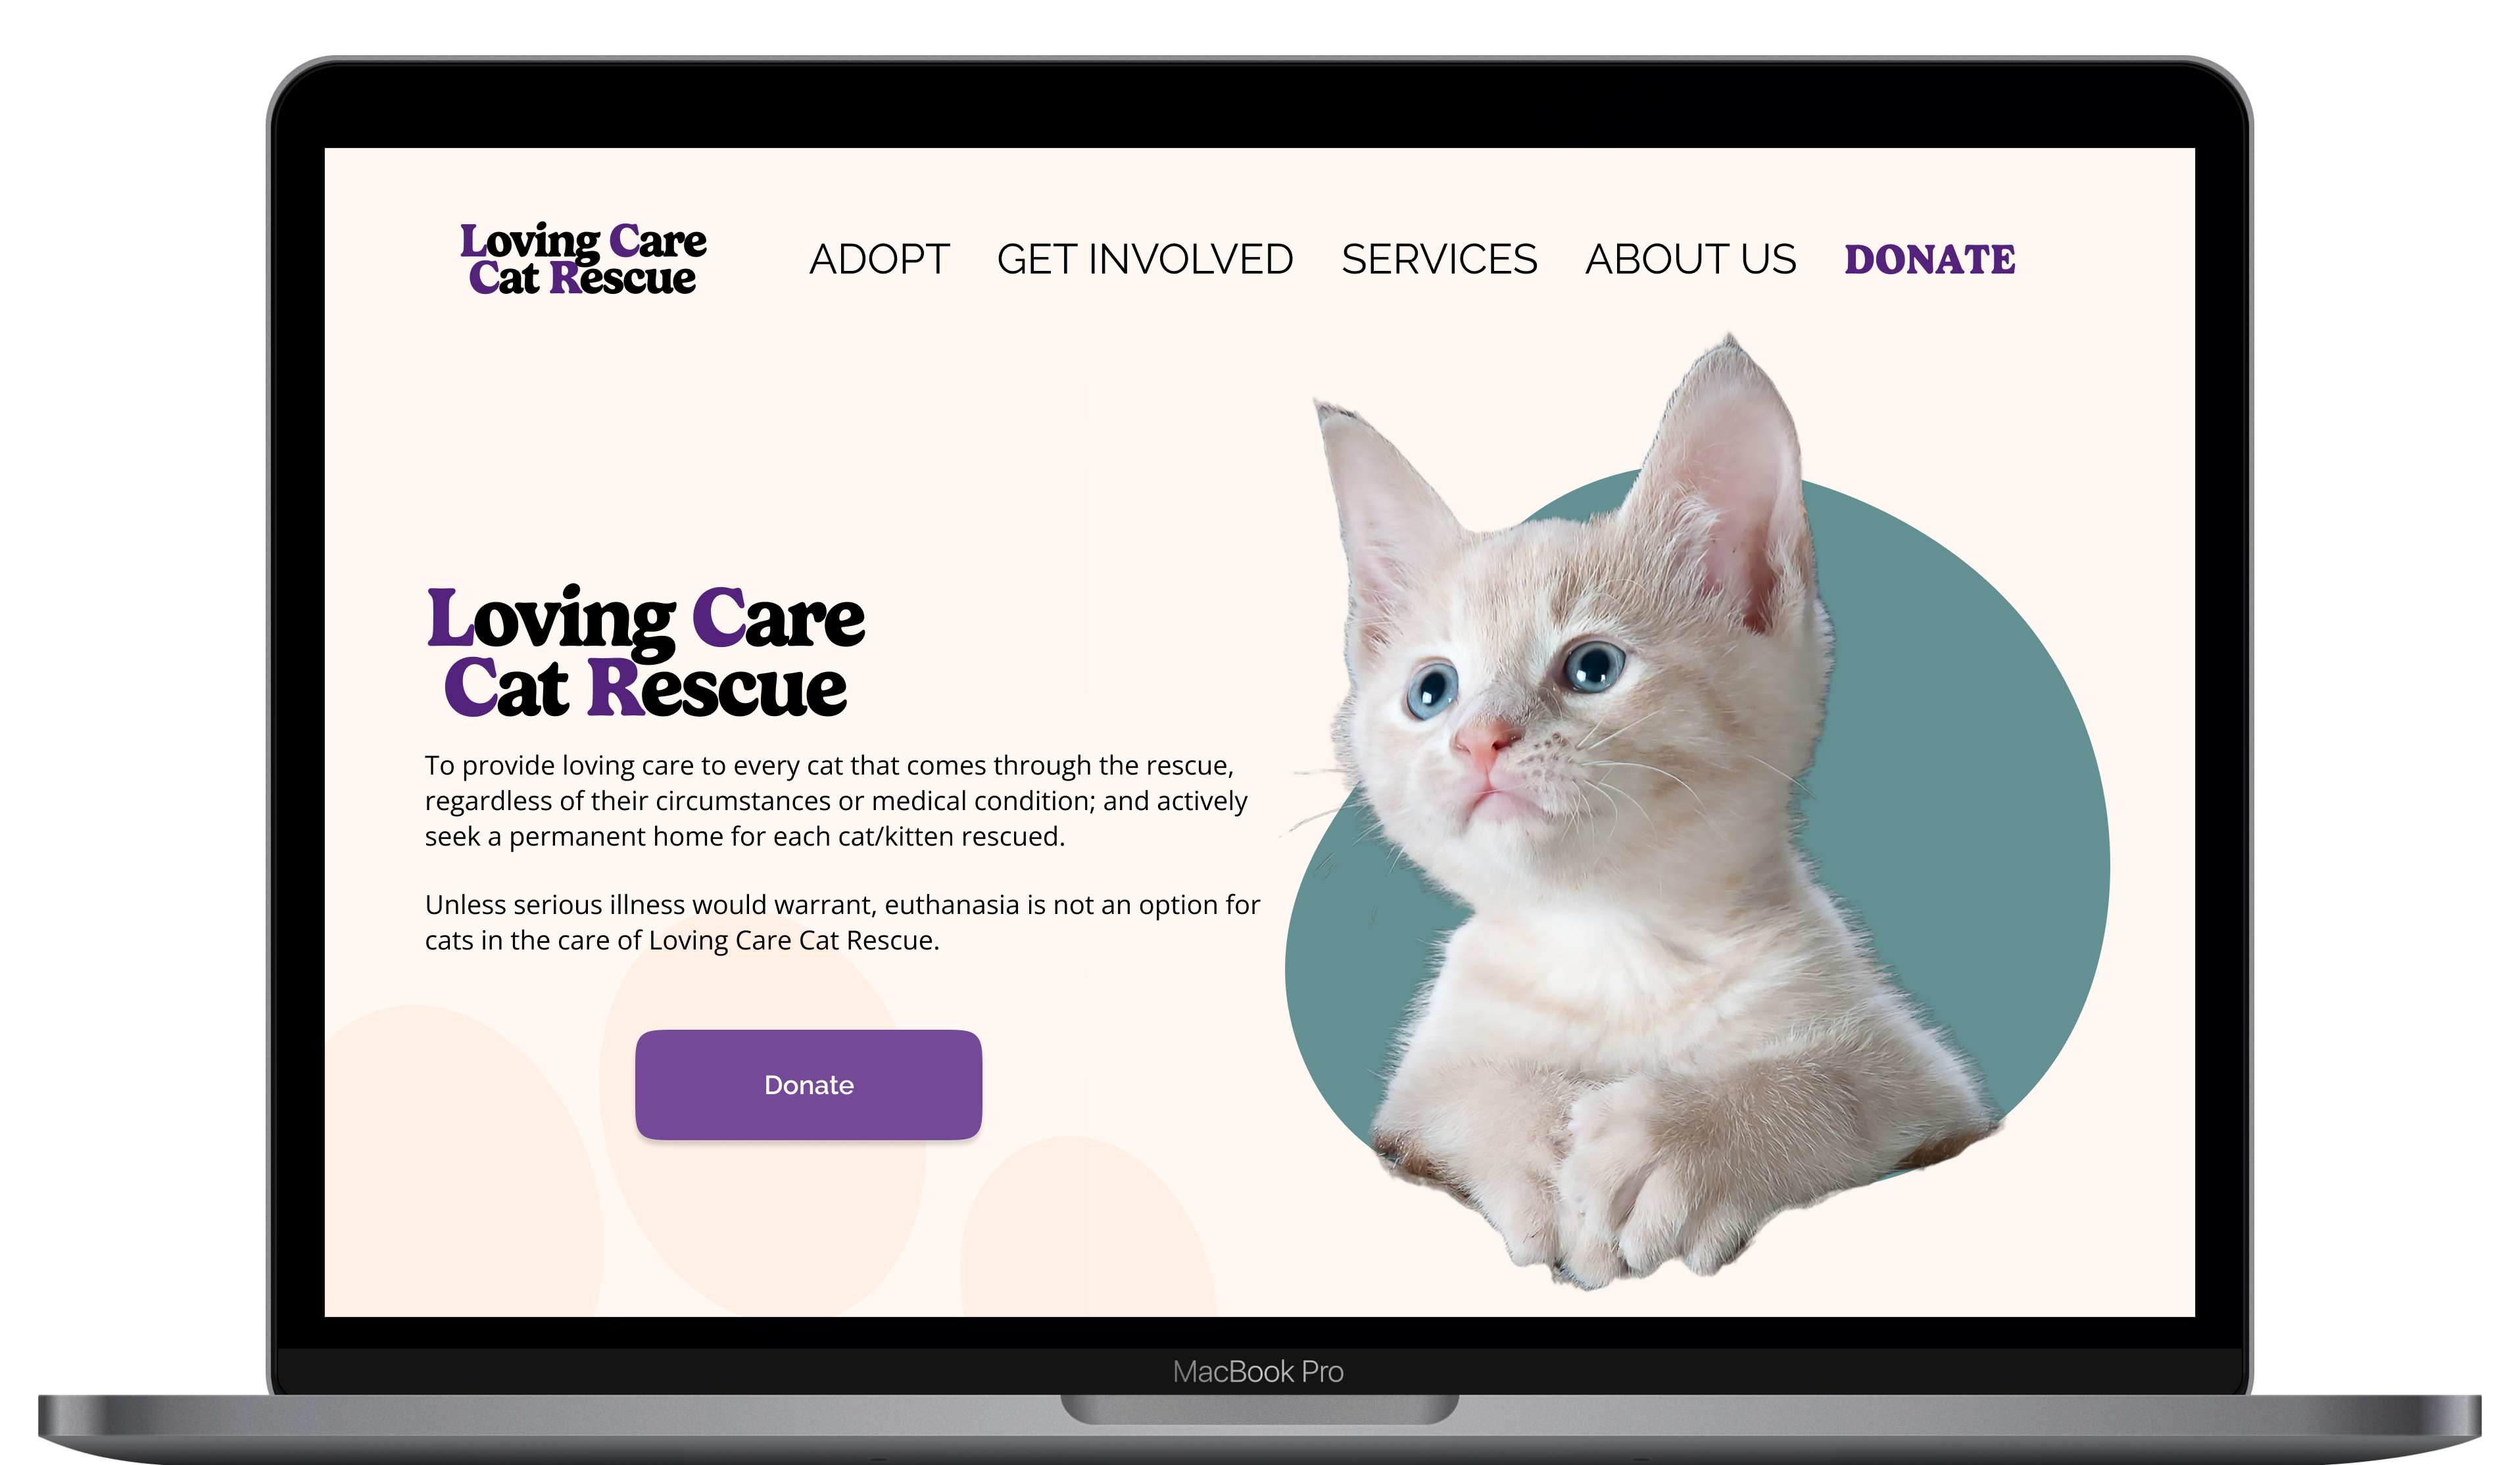 Loving Care
Cat Rescue
ADOPT GET INVOLVED SERVICES ABOUT US DONATE
Loving Care
Cat Rescue
To provide loving care to every cat that comes through the rescue,
regardless of their circumstances or medical condition; and actively
seek a permanent home for each cat/kitten rescued.
Unless serious illness would warrant, euthanasia is not an option for
cats in the care of Loving Care Cat Rescue.
Donate
MacBook Pro